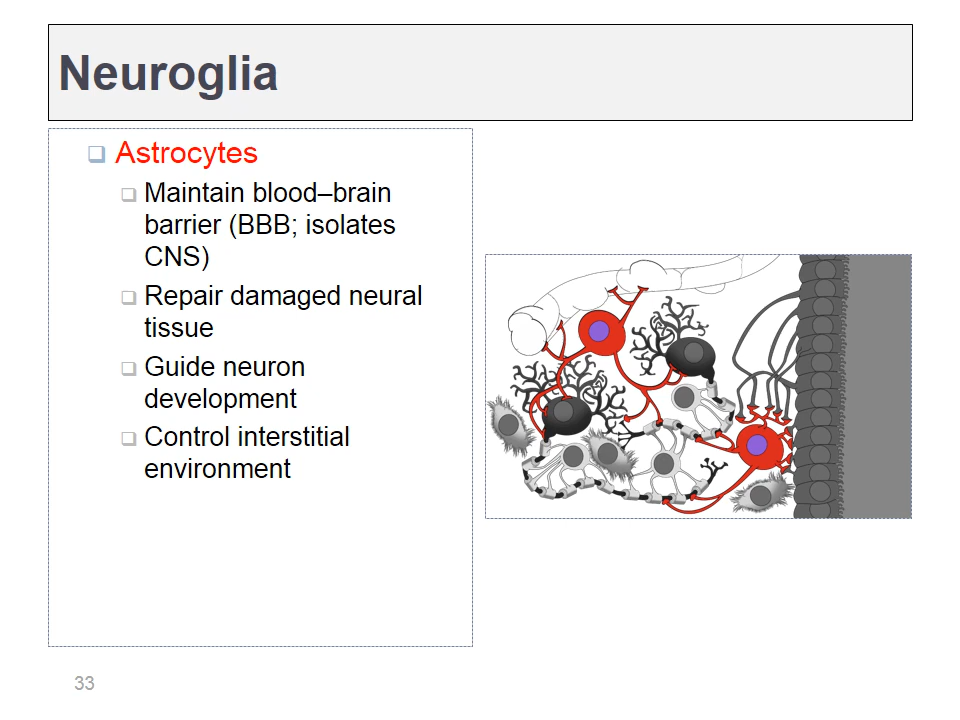 Neuroglia
Astrocytes
Maintain blood–brain
barrier (BBB; isolates
CNS)
Repair damaged neural
tissue
Guide neuron
development
Control interstitial
environment
33